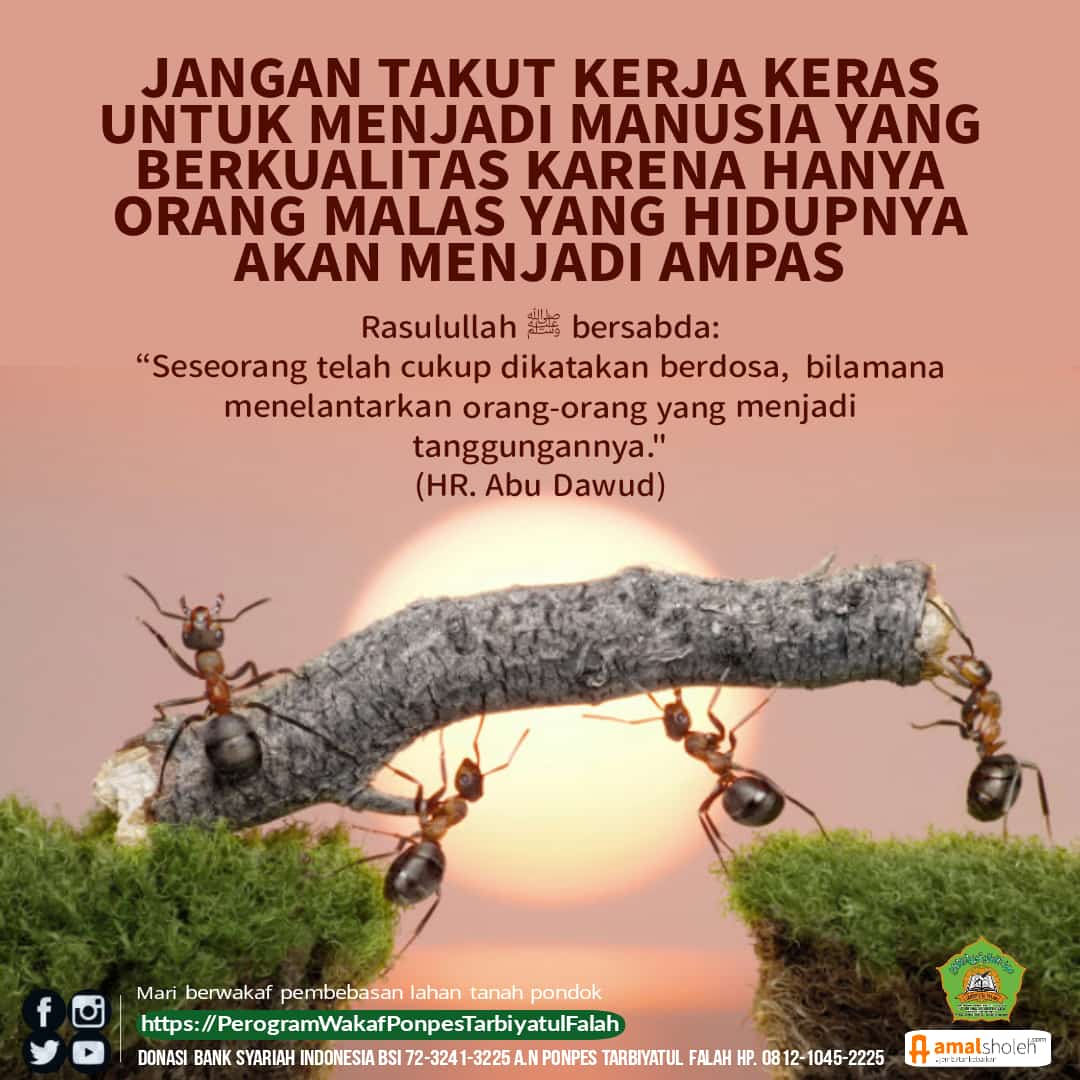 JANGAN TAKUT KERJA KERAS
UNTUK MENJADI MANUSIA YANG
BERKUALITAS KARENA HANYA
ORANG MALAS YANG HIDUPNYA
AKAN MENJADI AMPAS
Rasulullah ﷺ bersabda:
“Seseorang telah cukup dikatakan berdosa, bilamana
menelantarkan orang-orang yang menjadi
tanggungannya."
(HR. Abu Dawud)
Mari berwakaf pembebasan lahan tanah pondok
https://PerogramWakafPonpesTarbiyatulFalah
DONASI BANK SYARIAH INDONESIA BSI 72-3241-3225 A.N PONPES TARBIYATUL FALAH HP. 0812-1045-2225
amalsholeh.com